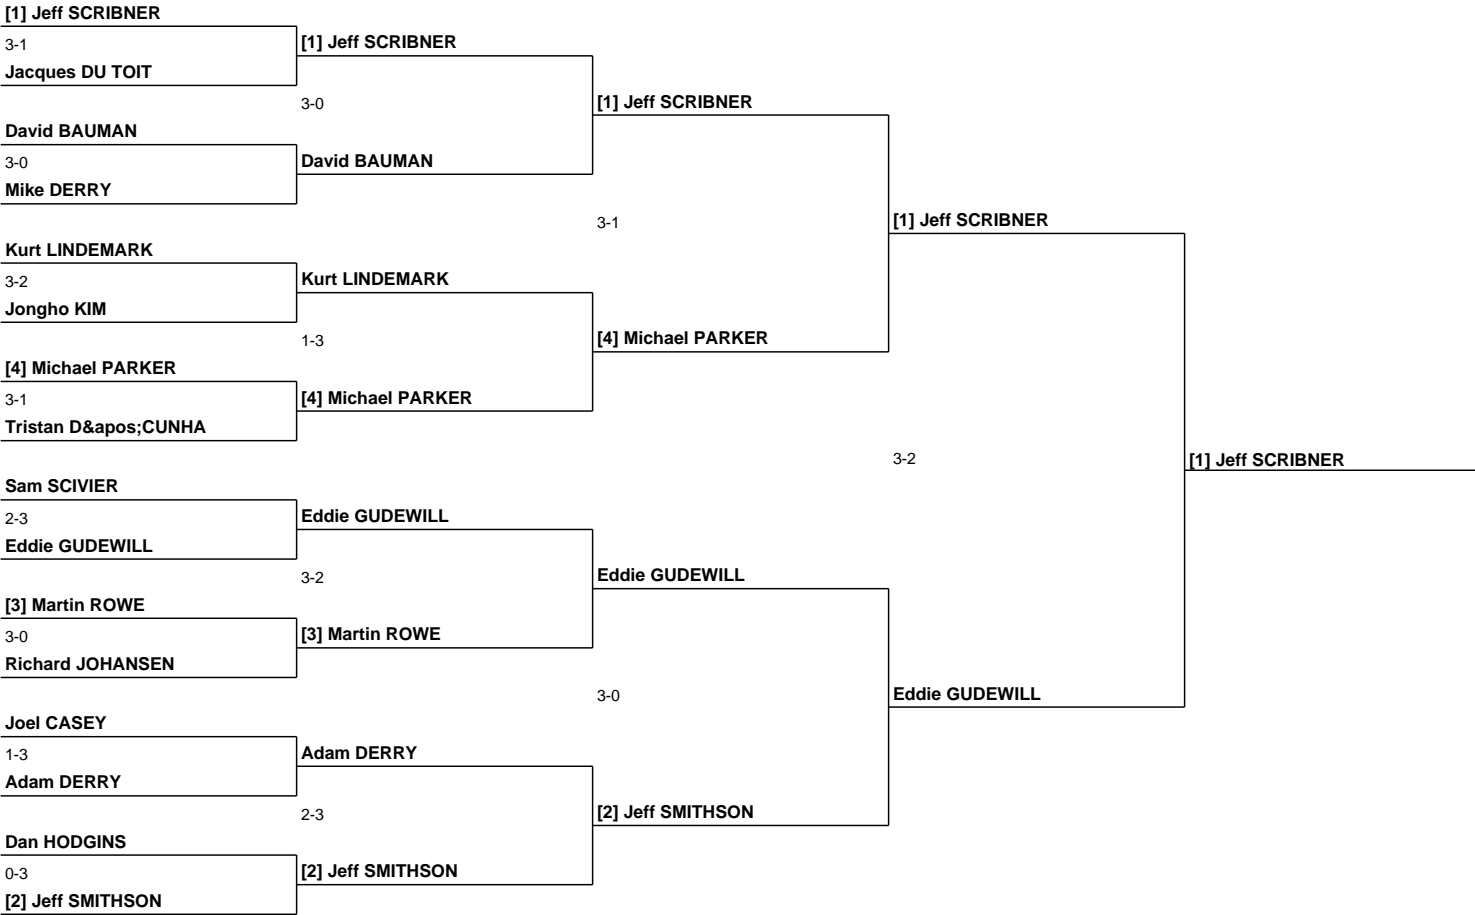 [1] Jeff SCRIBNER
3-1
Jacques DU TOIT
David BAUMAN
3-0
Mike DERRY
Kurt LINDEMARK
3-2
Jongho KIM
[4] Michael PARKER
3-1
Tristan D&apos;CUNHA
Sam SCIVIER
2-3
Eddie GUDEWILL
[3] Martin ROWE
3-0
Richard JOHANSEN
Joel CASEY
1-3
Adam DERRY
Dan HODGINS
0-3
[2] Jeff SMITHSON
[1] Jeff SCRIBNER
3-0
David BAUMAN
Kurt LINDEMARK
1-3
[4] Michael PARKER
Eddie GUDEWILL
3-2
[3] Martin ROWE
Adam DERRY
2-3
[2] Jeff SMITHSON
[1] Jeff SCRIBNER
3-1
[4] Michael PARKER
Eddie GUDEWILL
3-0
[2] Jeff SMITHSON
[1] Jeff SCRIBNER
3-2
Eddie GUDEWILL
[1] Jeff SCRIBNER